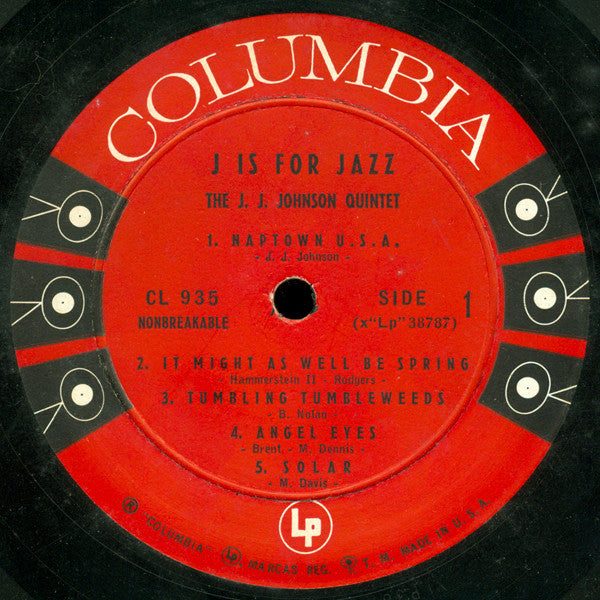 COLUMBIA
J IS FOR JAZZ
THE J. J. JOHNSON QUINTET
1. NAPTOWN U.S.A.
- J. J. Johnson -
CL 935
NONBREAKABLE
SIDE 1
(x"Lp" 38787)
2. IT MIGHT AS WELL BE SPRING
- Hammerstein II - Rodgers -
3. TUMBLING TUMBLEWEEDS
- B. Nolan -
4. ANGEL EYES
- Brent - M. Dennis -
5. SOLAR
- M. Davis -
Lp
® "COLUMBIA" Lp MARCAS REG. T. M. MADE IN U. S. A.